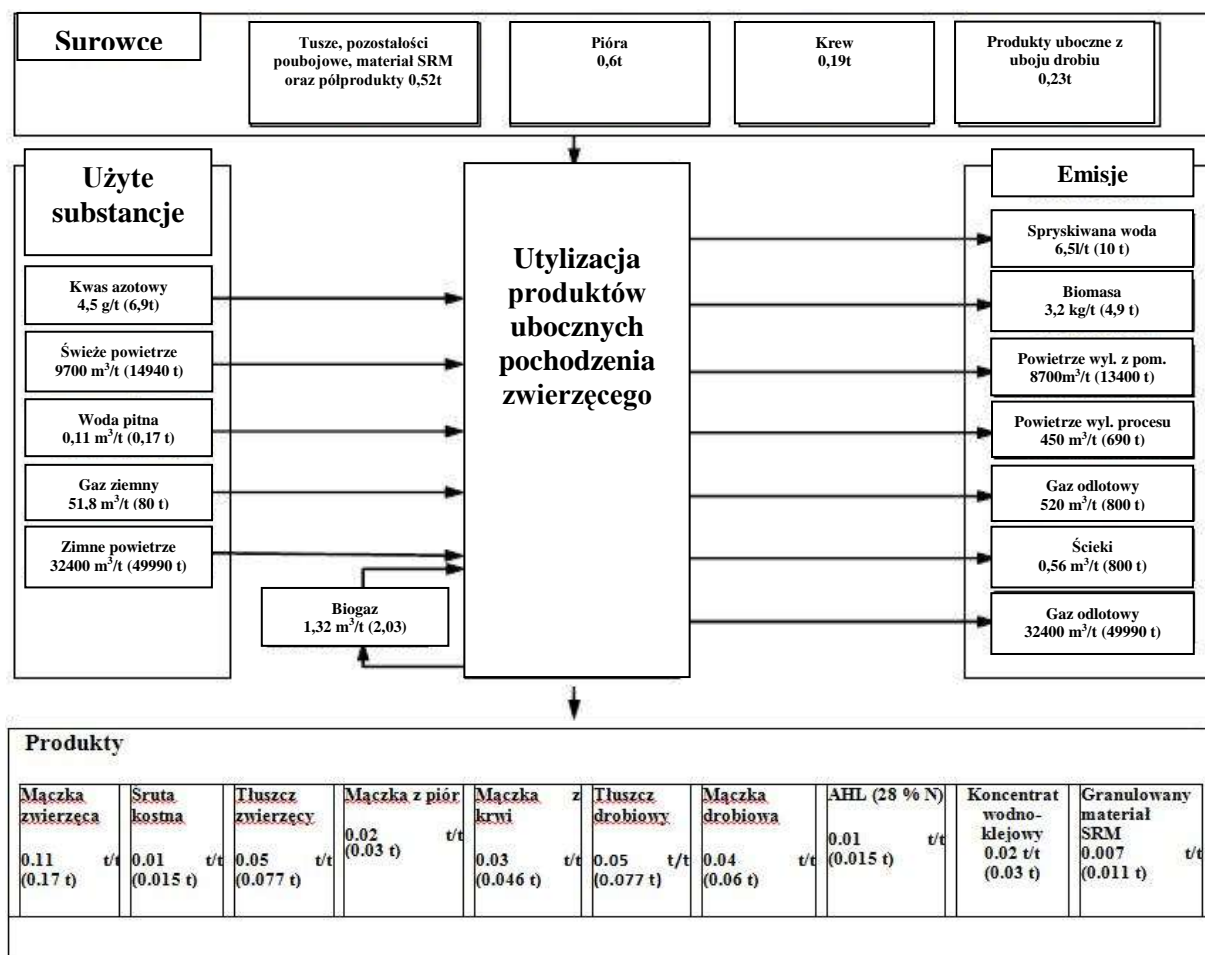 Surowce
Tusze, pozostałości
poubojowe, materiał SRM
oraz półprodukty 0,52t
Pióra
0,6t
Krew
0,19t
Produkty uboczne z
uboju drobiu
0,23t
Użyte
substancje
Kwas azotowy
4,5 g/t (6,9t)
Świeże powietrze
9700 m³/t (14940 t)
Woda pitna
0,11 m³/t (0,17 t)
Gaz ziemny
51,8 m³/t (80 t)
Zimne powietrze
32400 m³/t (49990 t)
Biogaz
1,32 m³/t (2,03)
Utylizacja
produktów
ubocznych
pochodzenia
zwierzęcego
Emisje
Spryskiwana woda
6,5l/t (10 t)
Biomasa
3,2 kg/t (4,9 t)
Powietrze wyl. z pom.
8700m³/t (13400 t)
Powietrze wyl. procesu
450 m³/t (690 t)
Gaz odlotowy
520 m³/t (800 t)
Ścieki
0,56 m³/t (800 t)
Gaz odlotowy
32400 m³/t (49990 t)
Produkty
Mączka
zwierzęca
0.11 t/t
(0.17 t)
Śruta
kostna
0.01 t/t
(0.015 t)
Tłuszcz
zwierzęcy
0.05 t/t
(0.077 t)
Mączka z piór
0.02 t/t
(0.03 t)
Mączka z
krwi
0.03 t/t
(0.046 t)
Tłuszcz
drobiowy
0.05 t/t
(0.077 t)
Mączka
drobiowa
0.04 t/t
(0.06 t)
AHL (28 % N)
0.01 t/t
(0.015 t)
Koncentrat
wodno-
klejowy
0.02 t/t
(0.03 t)
Granulowany
materiał
SRM
0.007 t/t
(0.011 t)